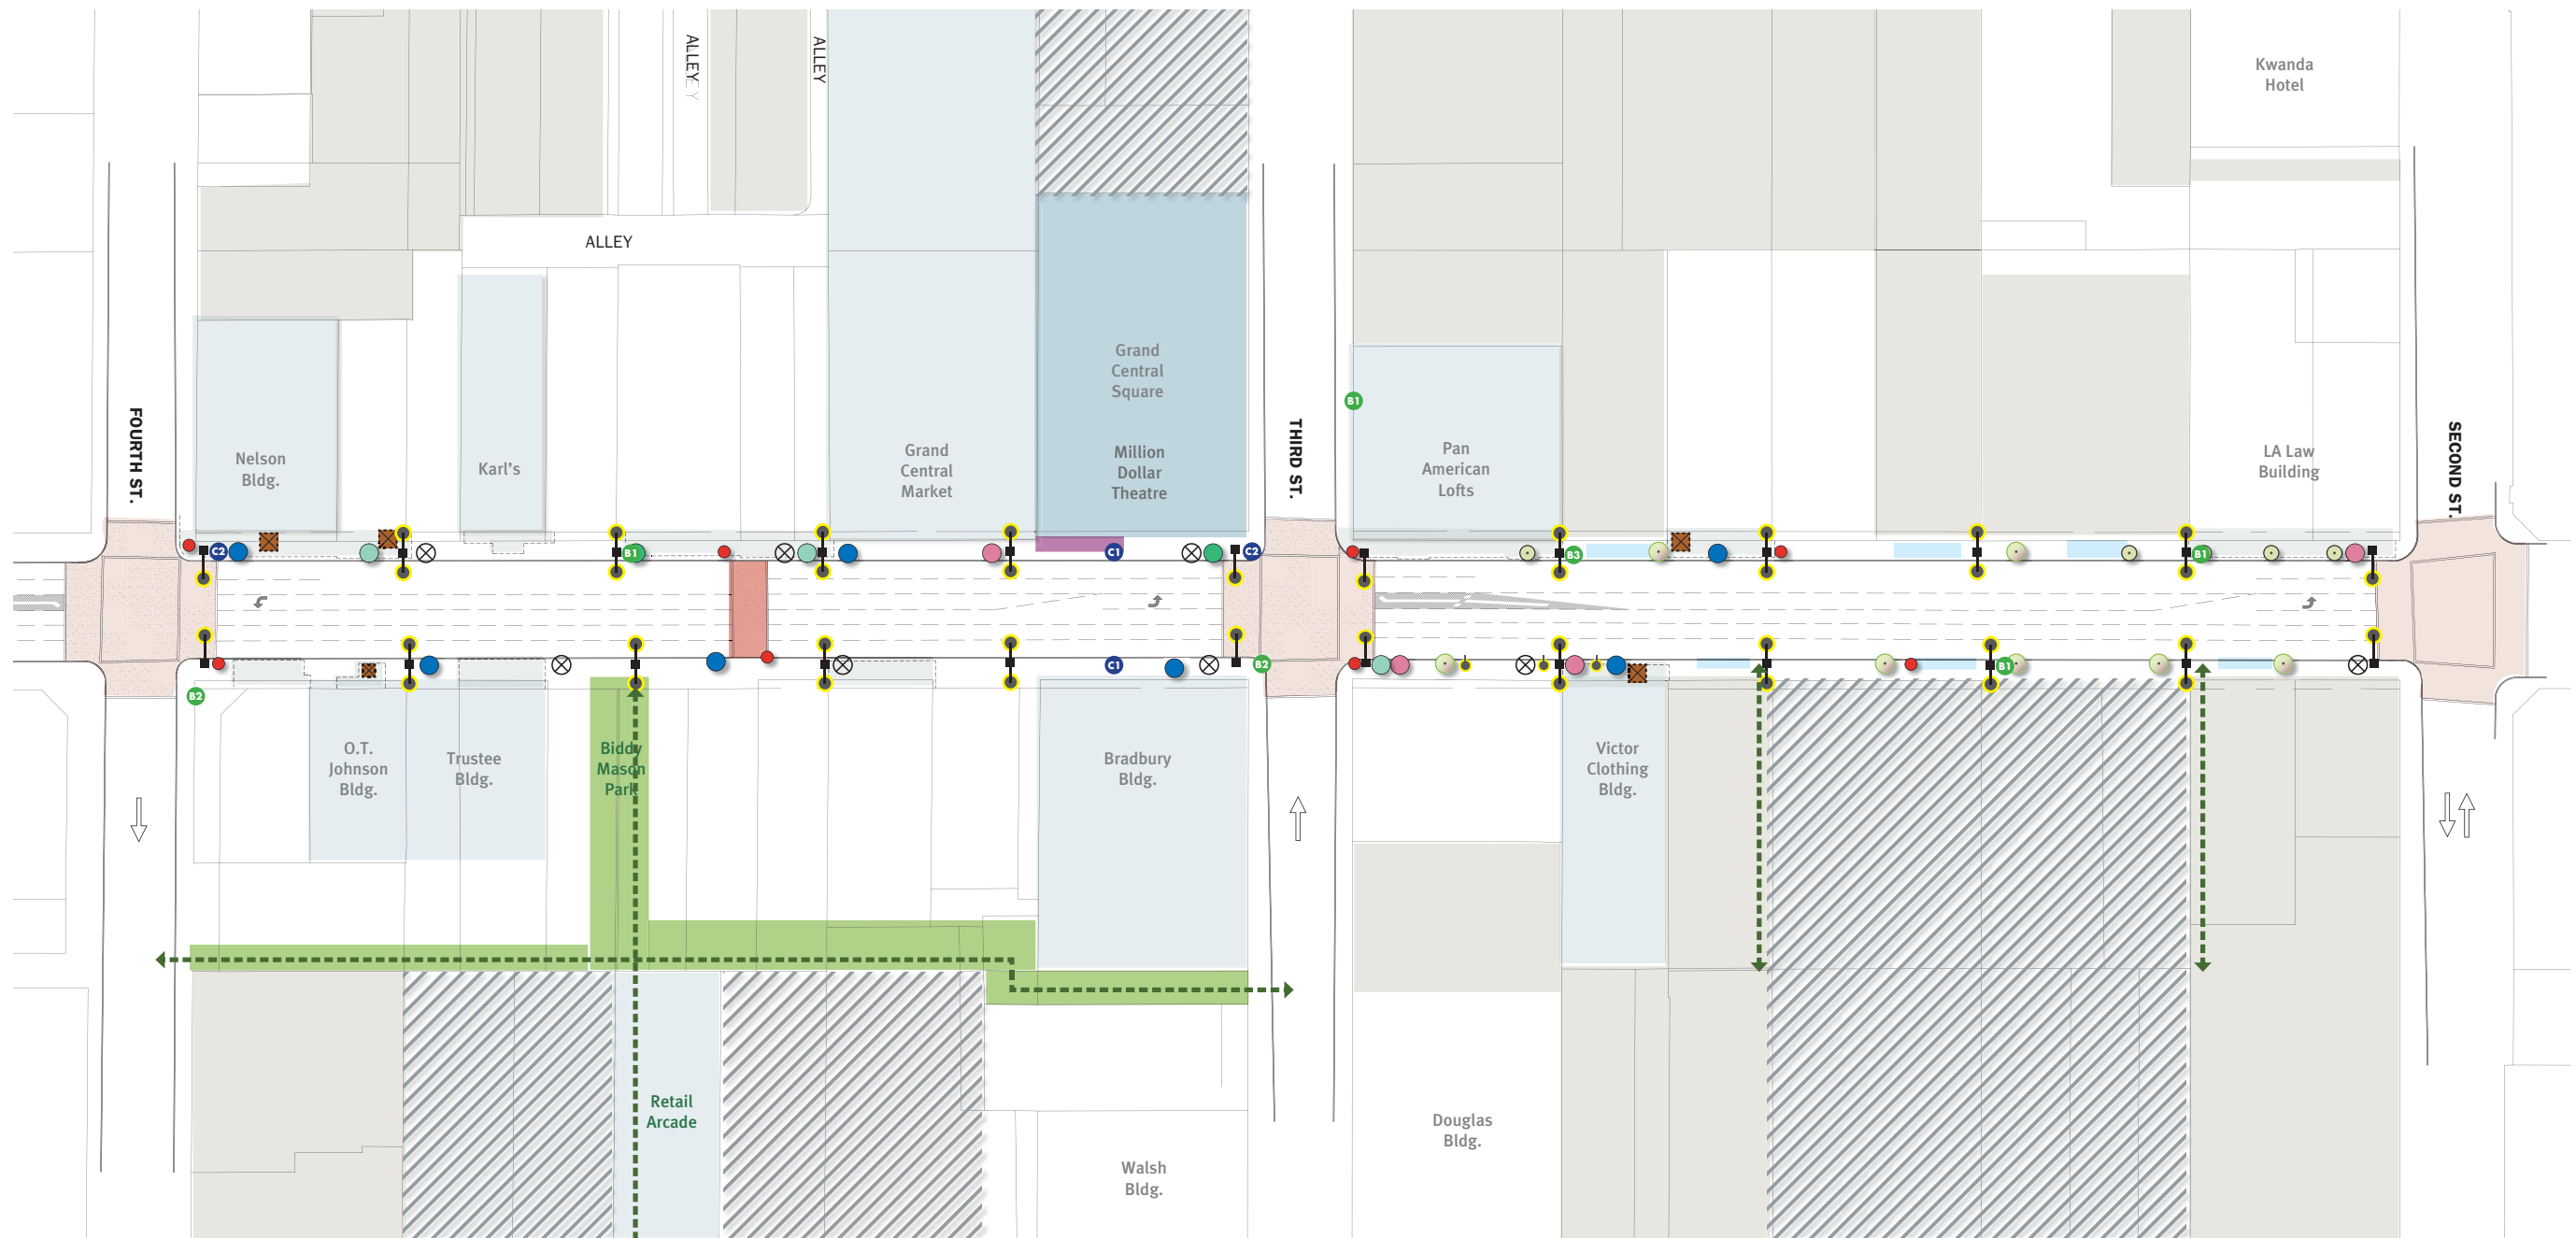 ALLEY
ALLEY
Kwanda
Hotel
ALLEY
FOURTH ST.
THIRD ST.
SECOND ST.
Nelson
Bldg.
Karl's
Grand
Central
Market
Grand
Central
Square
Million
Dollar
Theatre
B1
Pan
American
Lofts
LA Law
Building
C2
B1
C1
C2
B3
B1
B2
C1
B2
B1
O.T.
Johnson
Bldg.
Trustee
Bldg.
Biddy
Mason
Park
Bradbury
Bldg.
Victor
Clothing
Bldg.
Retail
Arcade
Walsh
Bldg.
Douglas
Bldg.